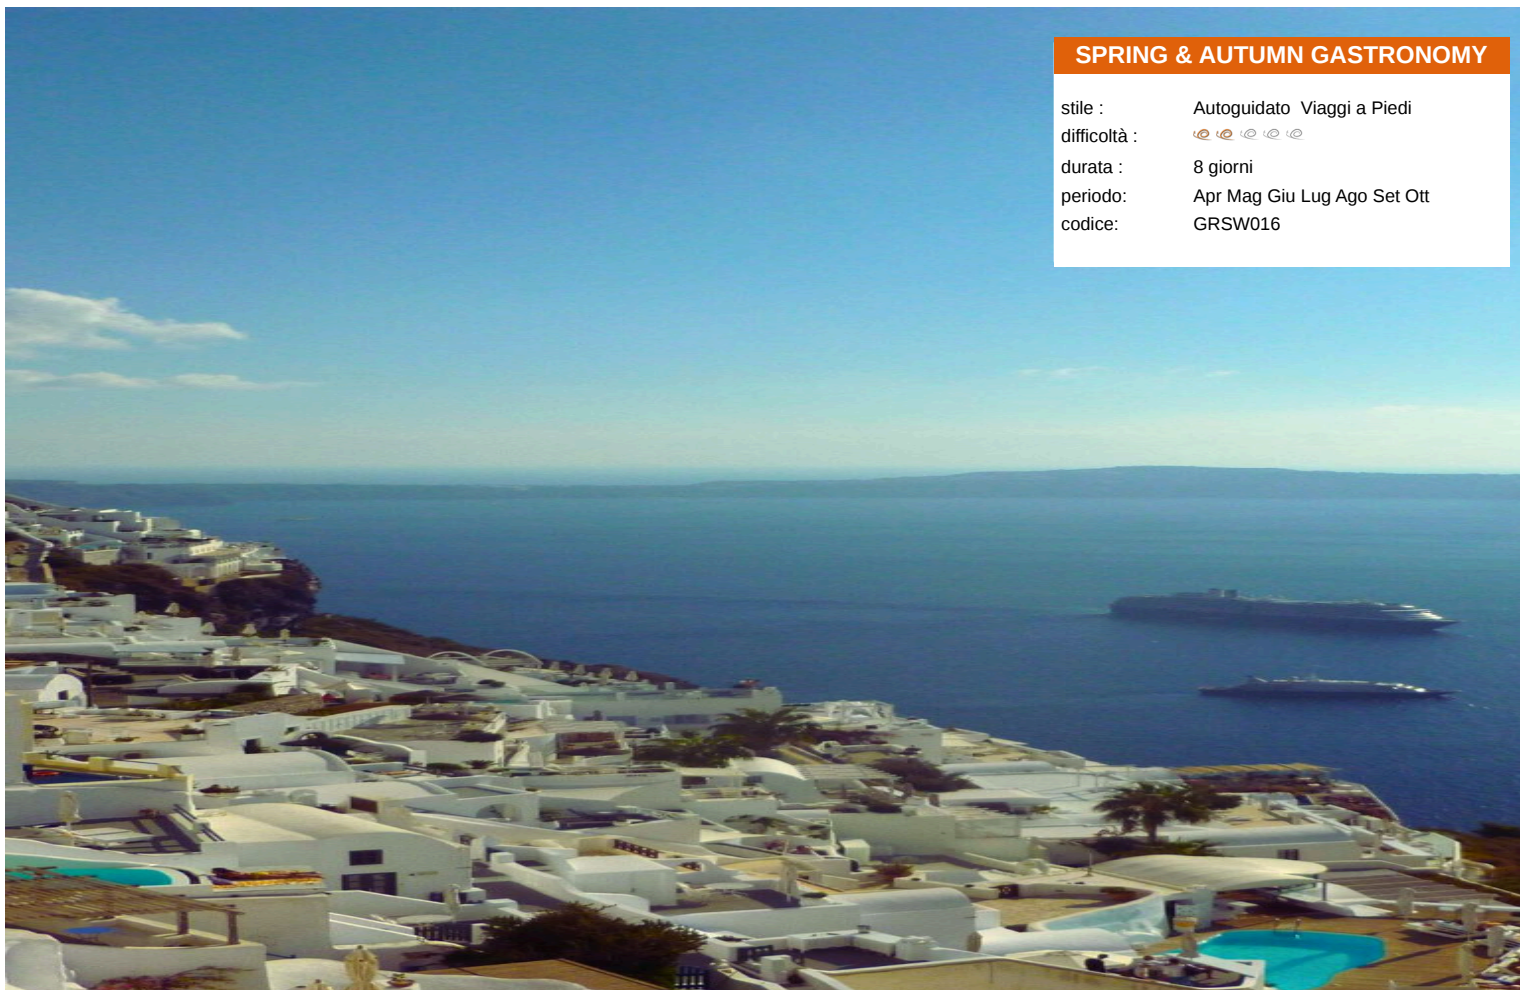 SPRING & AUTUMN GASTRONOMY
stile : Autoguidato Viaggi a Piedi
difficoltà :
durata : 8 giorni
periodo: Apr Mag Giu Lug Ago Set Ott
codice: GRSW016